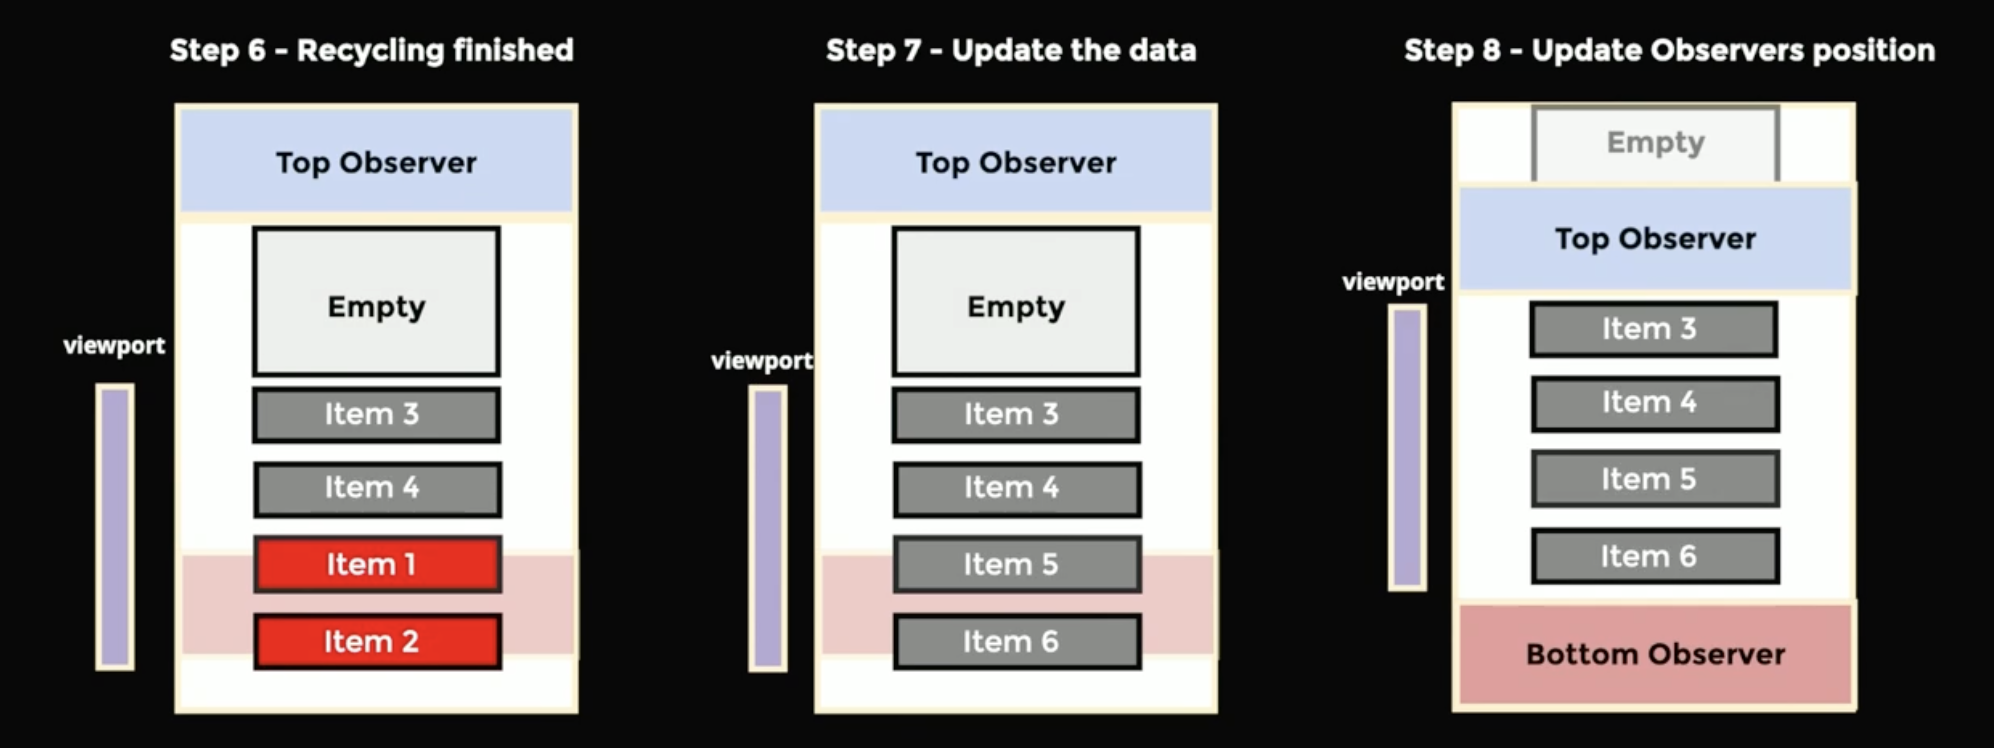 Step 6 - Recycling finished
Top Observer
Empty
viewport
Item 3
Item 4
Item 1
Item 2
Step 7 - Update the data
Top Observer
Empty
viewport
Item 3
Item 4
Item 5
Item 6
Step 8 - Update Observers position
Empty
Top Observer
viewport
Item 3
Item 4
Item 5
Item 6
Bottom Observer